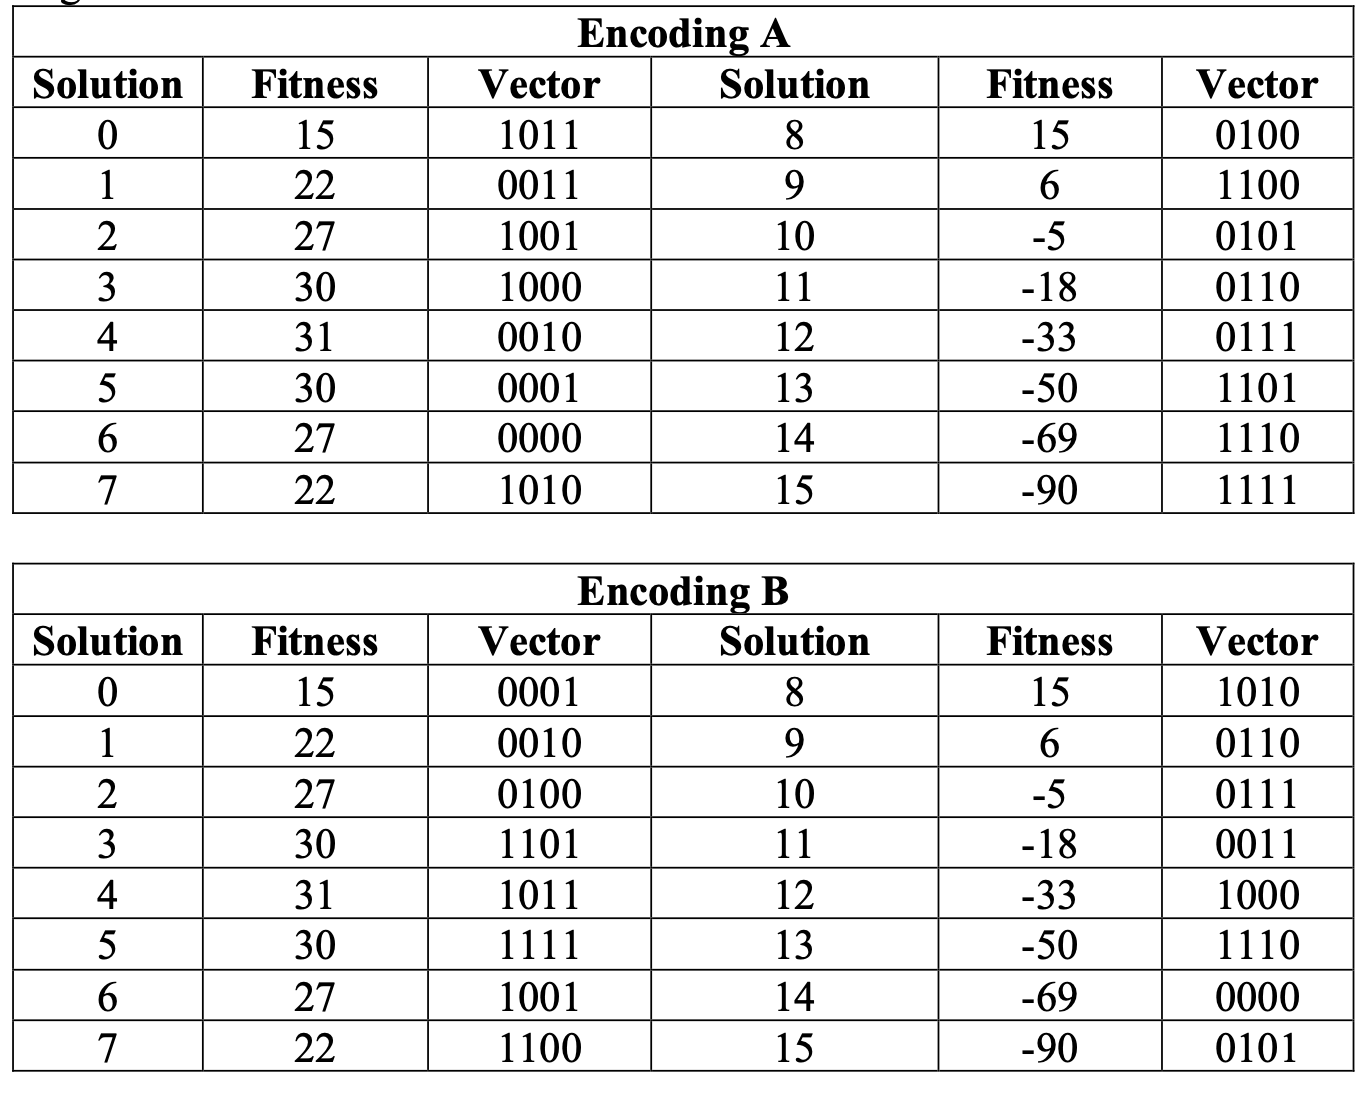 Encoding A
Solution Fitness Vector Solution Fitness Vector
0 15 1011 8 15 0100
1 22 0011 9 6 1100
2 27 1001 10 -5 0101
3 30 1000 11 -18 0110
4 31 0010 12 -33 0111
5 30 0001 13 -50 1101
6 27 0000 14 -69 1110
7 22 1010 15 -90 1111
Encoding B
Solution Fitness Vector Solution Fitness Vector
0 15 0001 8 15 1010
1 22 0010 9 6 0110
2 27 0100 10 -5 0111
3 30 1101 11 -18 0011
4 31 1011 12 -33 1000
5 30 1111 13 -50 1110
6 27 1001 14 -69 0000
7 22 1100 15 -90 0101